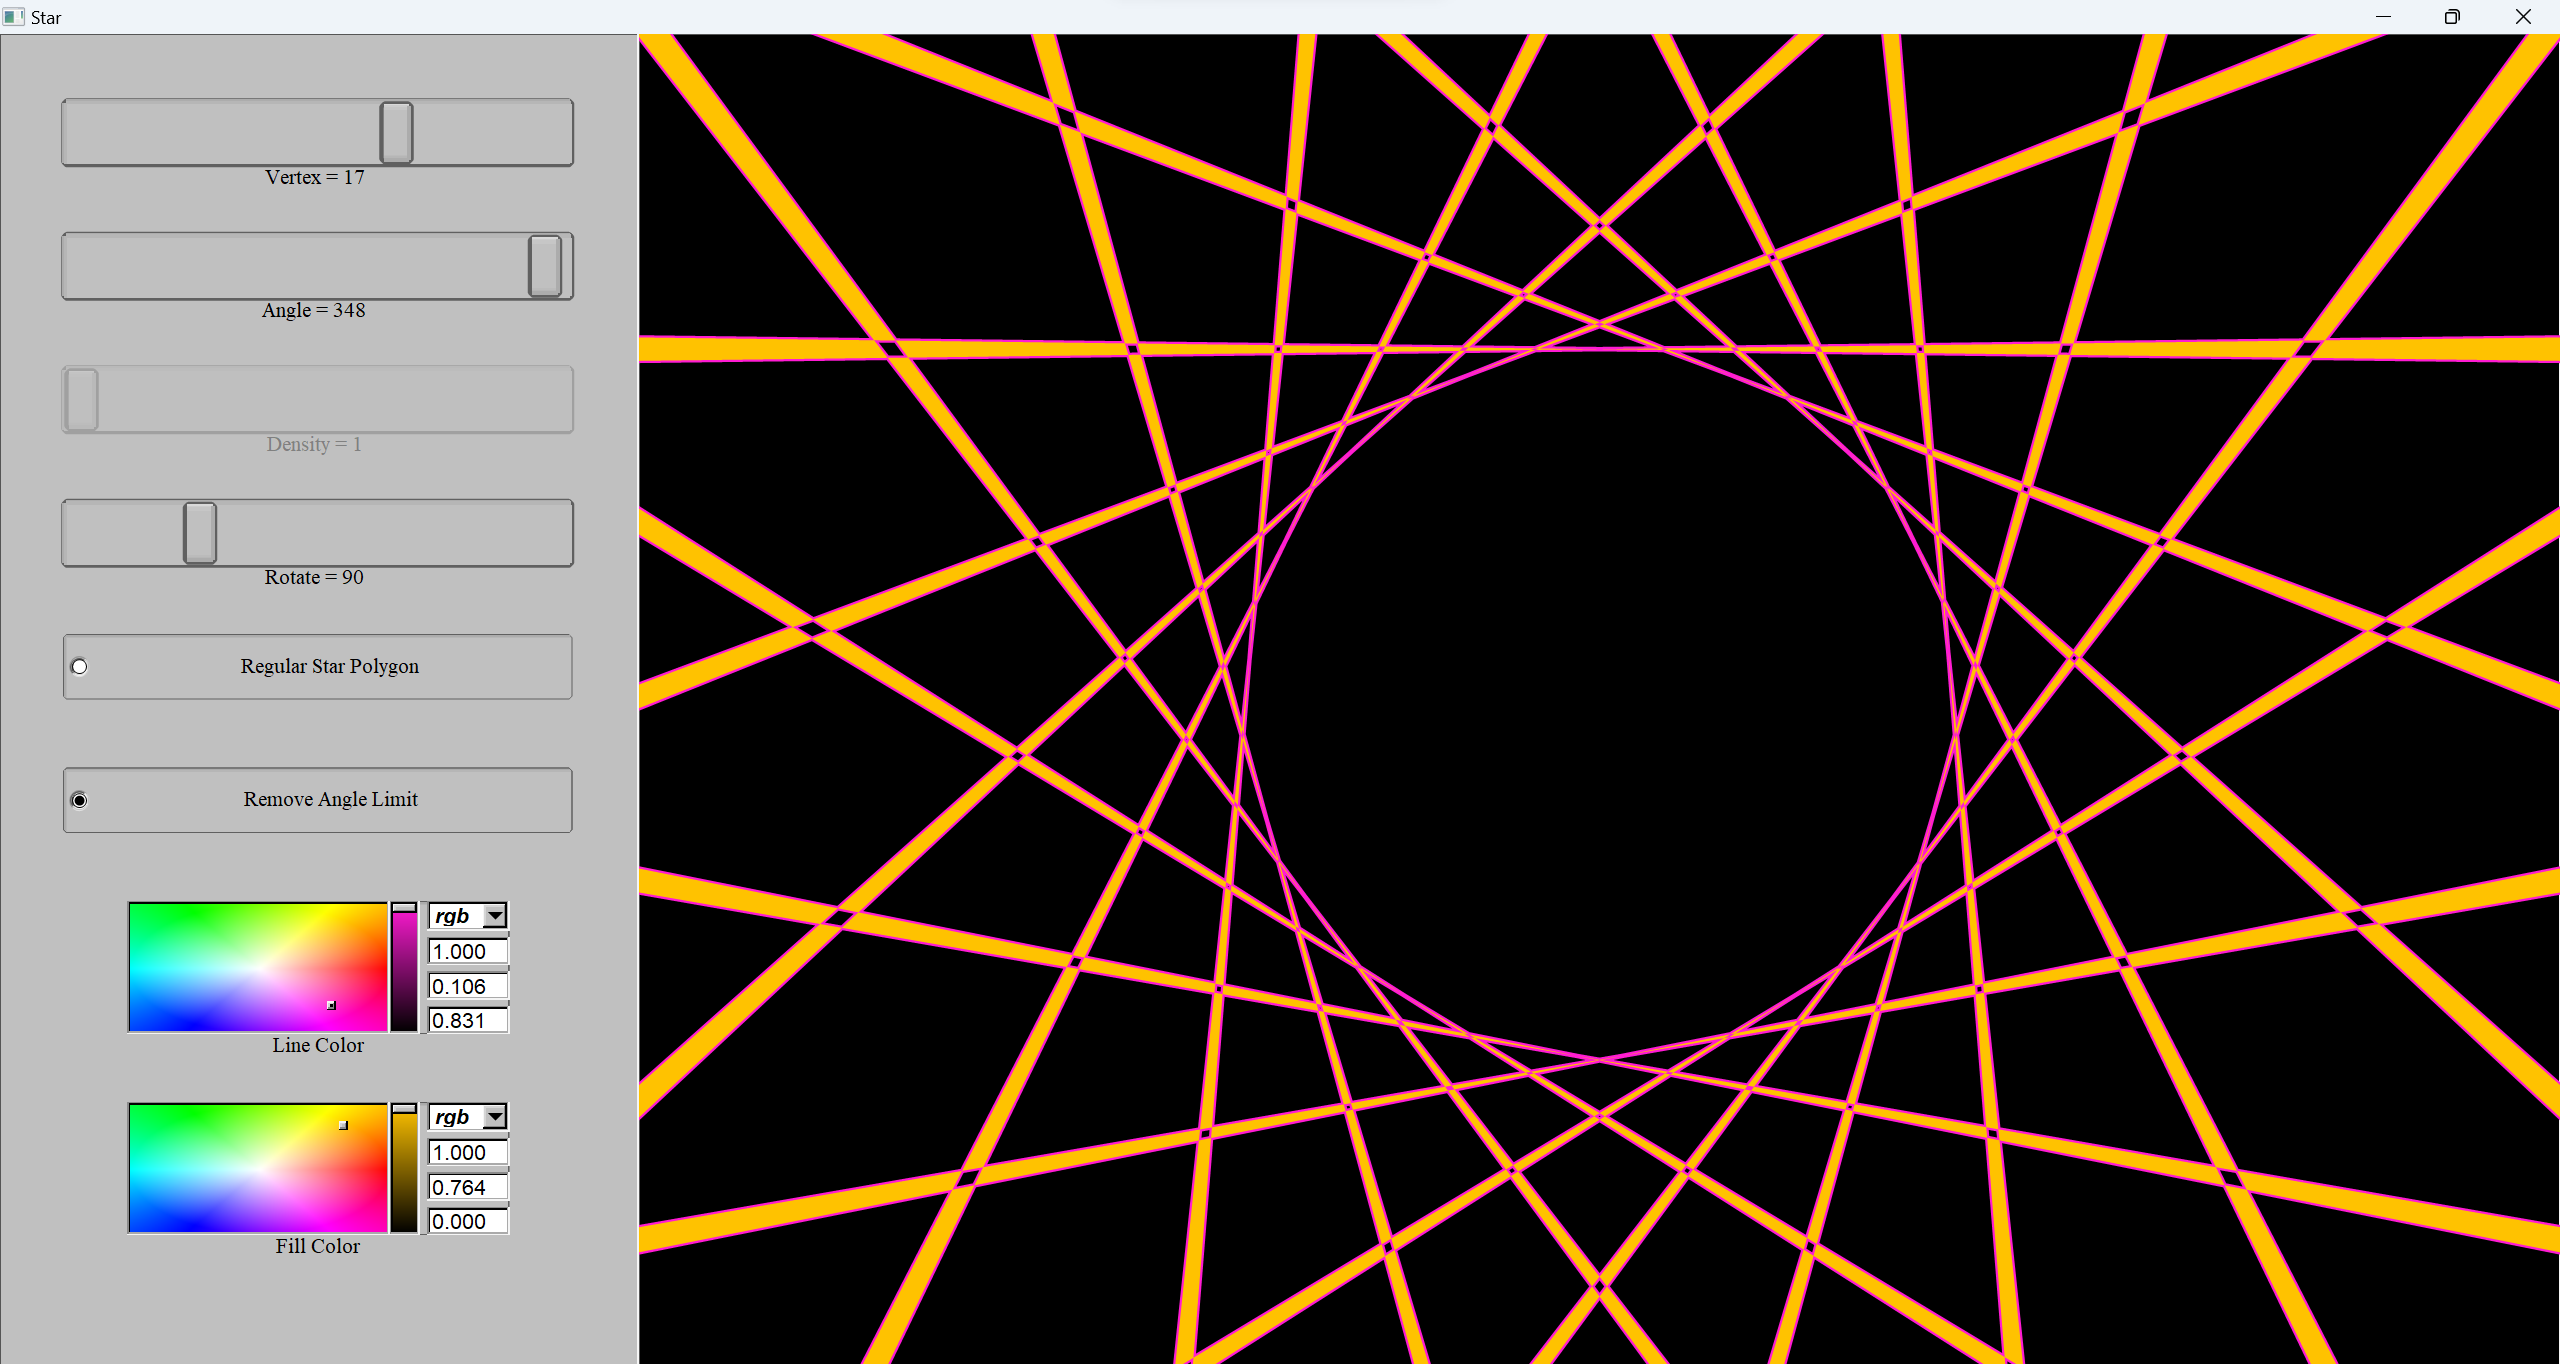 Star
Vertex = 17
Angle = 348
Density = 1
Rotate = 90
Regular Star Polygon
Remove Angle Limit
rgb
1.000
0.106
0.831
Line Color
rgb
1.000
0.764
0.000
Fill Color